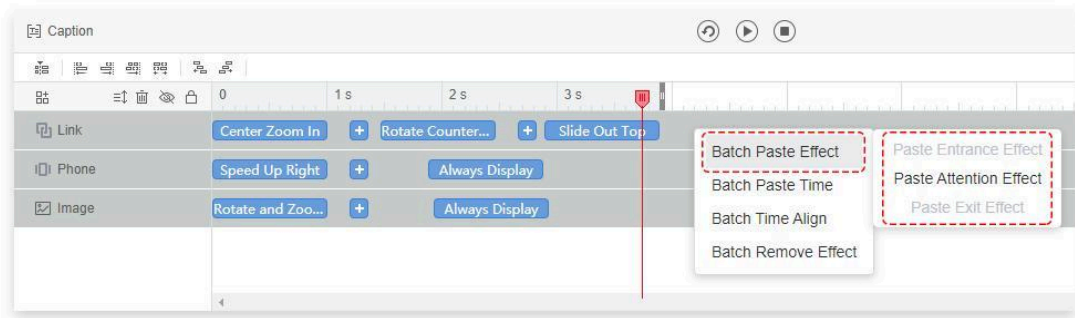 Caption
0 1 s 2 s 3 s
Link Center Zoom In + Rotate Counter... + Slide Out Top
Phone Speed Up Right + Always Display
Image Rotate and Zoo... + Always Display
Batch Paste Effect
Batch Paste Time
Batch Time Align
Batch Remove Effect
Paste Entrance Effect
Paste Attention Effect
Paste Exit Effect